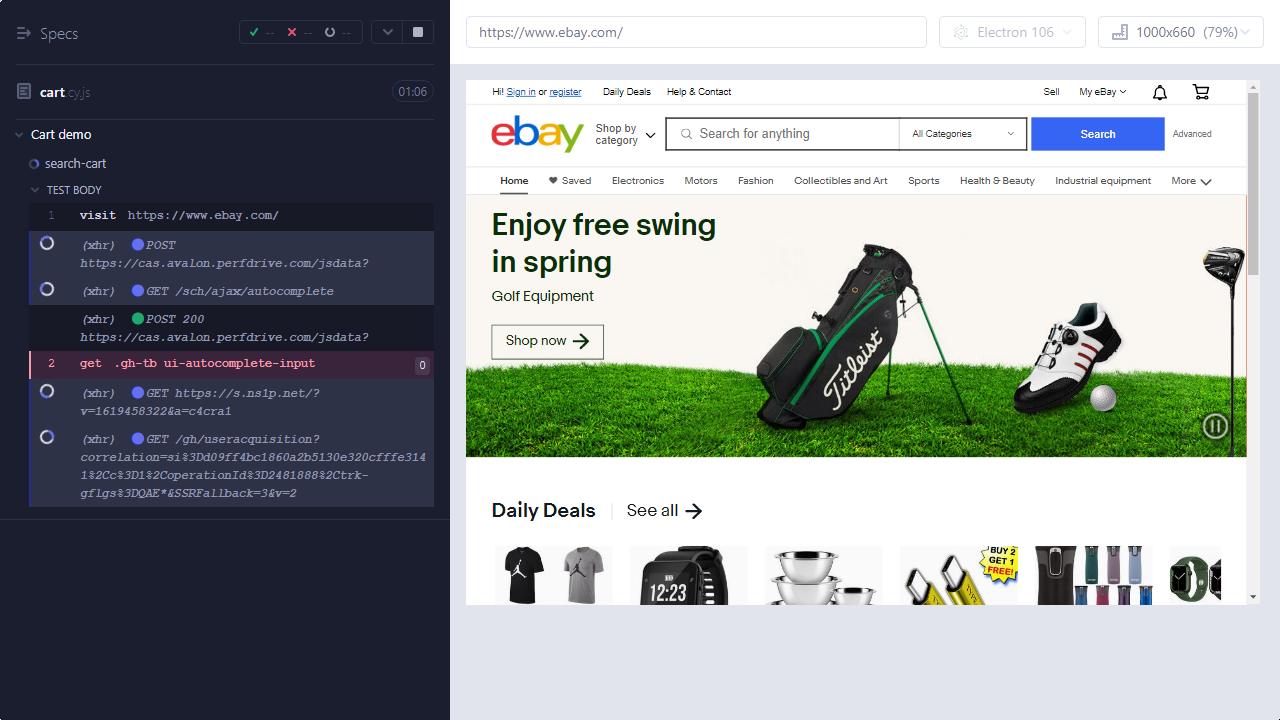 Specs
--
--
--
cart.cy.js
01:06
Cart demo
search-cart
TEST BODY
1 visit https://www.ebay.com/
(xhr) POST
https://cas.avalon.perfdrive.com/jsdata?
(xhr) GET /sch/ajax/autocomplete
(xhr) POST 200
https://cas.avalon.perfdrive.com/jsdata?
2 get .gh-tb ui-autocomplete-input 0
(xhr) GET https://s.ns1p.net/?
v=1619458322&a=c4cra1
(xhr) GET /gh/useracquisition?
correlation=si%3Dd09ff4bc1860a2b5130e320cfffe314
1%2Cc%3D1%2CoperationId%3D2481888%2Ctrk-
gflgs%3DQAE*&SSRFallback=3&v=2
https://www.ebay.com/
Electron 106
1000x660 (79%)
Hi! Sign in or register
Daily Deals
Help & Contact
Sell
My eBay
ebay
Shop by
category
Search for anything
All Categories
Search
Advanced
Home
Saved
Electronics
Motors
Fashion
Collectibles and Art
Sports
Health & Beauty
Industrial equipment
More
Enjoy free swing
in spring
Golf Equipment
Shop now
Titleist
Daily Deals
See all
12:23
BUY 2
GET 1
FREE!